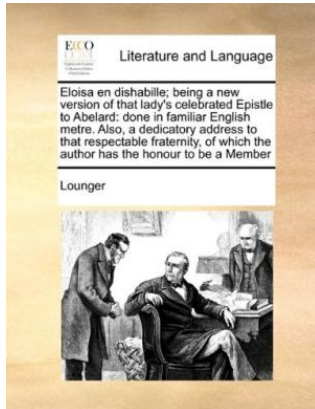 ECCO
Literature and Language
Eloisa en dishabille; being a new
version of that lady's celebrated Epistle
to Abelard: done in familiar English
metre. Also, a dedicatory address to
that respectable fraternity, of which the
author has the honour to be a Member
Lounger